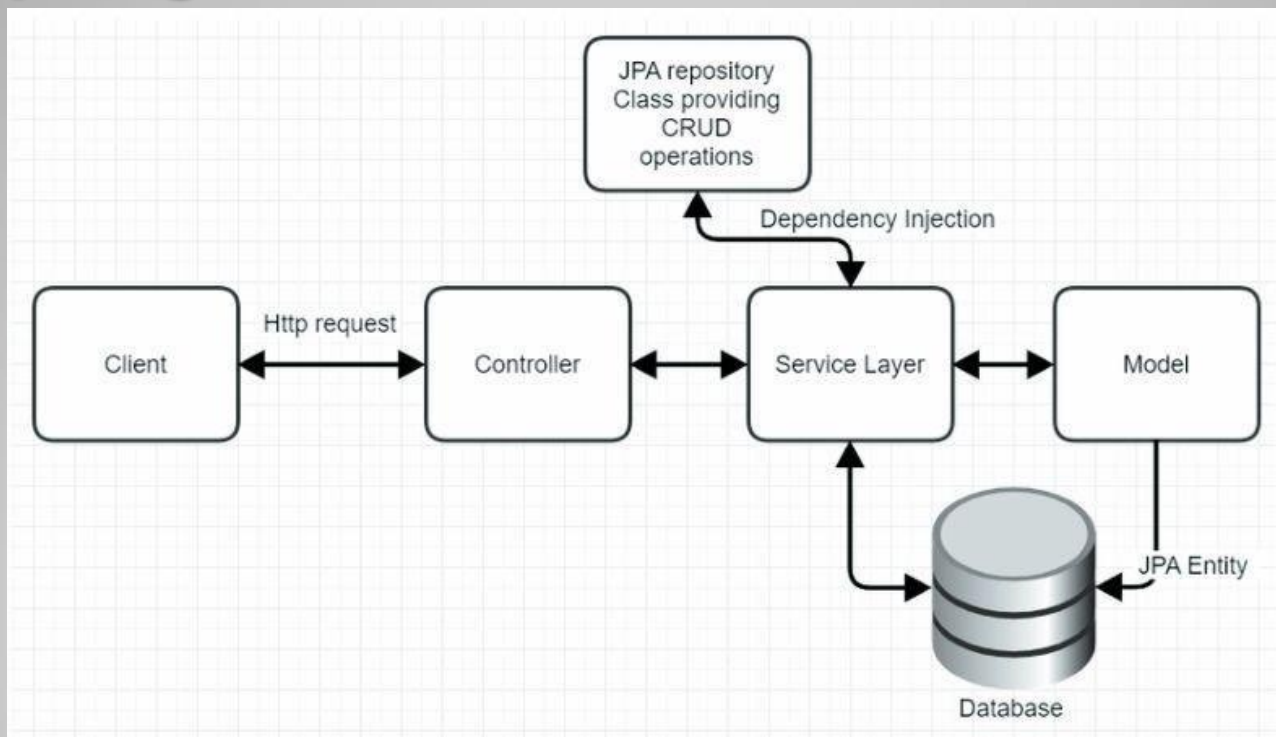 JPA repository
Class providing
CRUD
operations
Dependency Injection
Http request
Client
Controller
Service Layer
Model
JPA Entity
Database